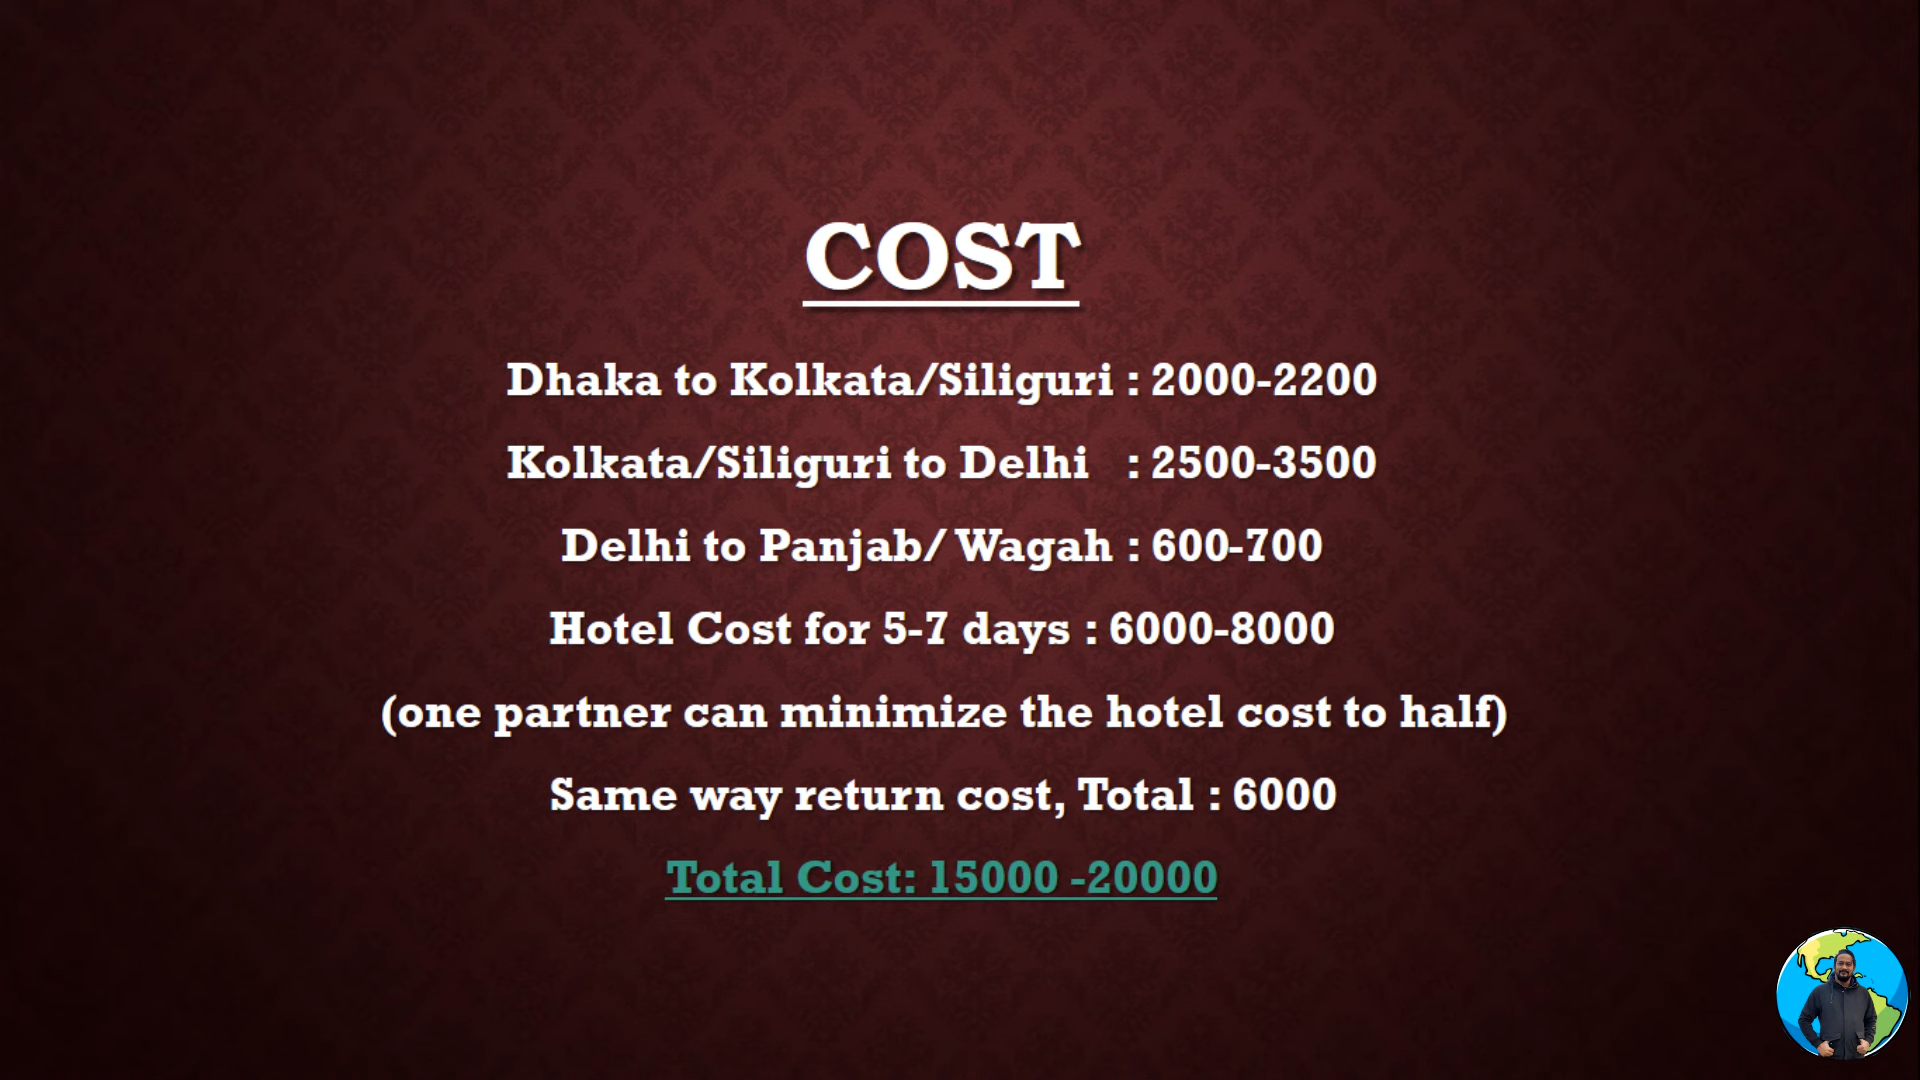 COST
Dhaka to Kolkata/Siliguri : 2000-2200
Kolkata/Siliguri to Delhi : 2500-3500
Delhi to Panjab/ Wagah : 600-700
Hotel Cost for 5-7 days : 6000-8000
(one partner can minimize the hotel cost to half)
Same way return cost, Total : 6000
Total Cost: 15000 -20000